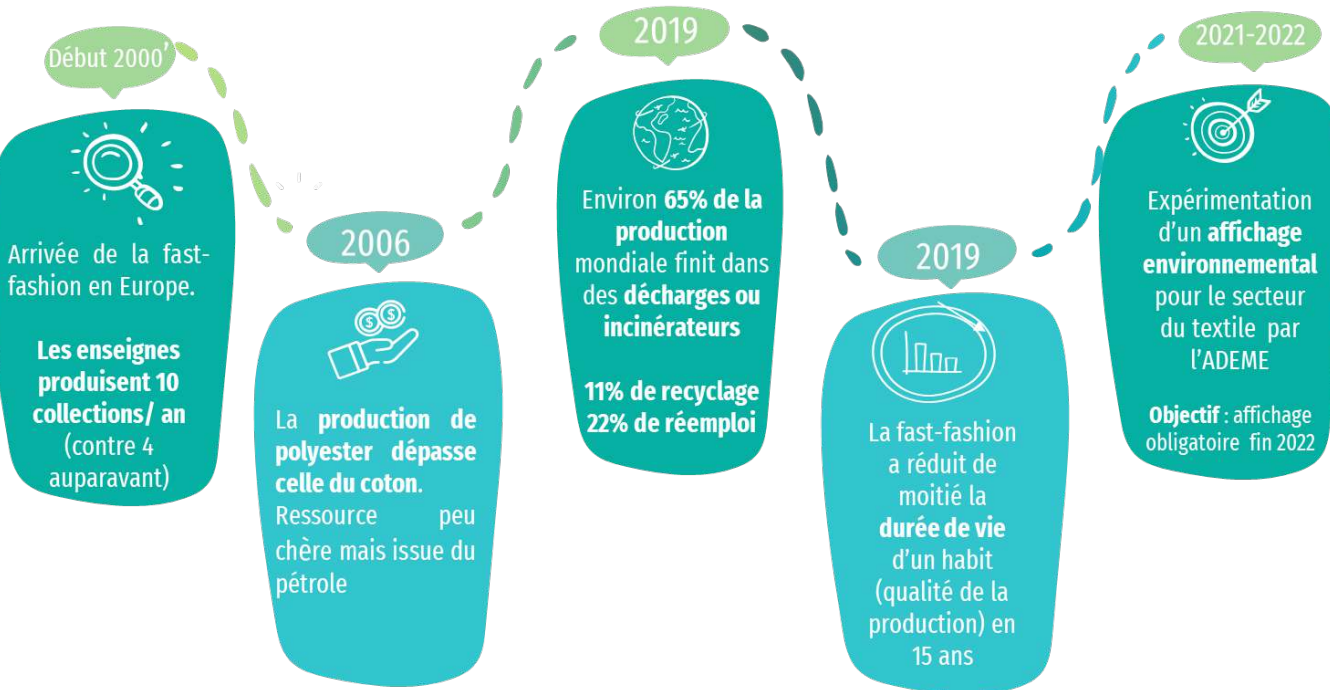 Début 2000'
Arrivée de la fast-
fashion en Europe.
Les enseignes
produisent 10
collections/ an
(contre 4
auparavant)
2006
La production de
polyester dépasse
celle du coton.
Ressource peu
chère mais issue du
pétrole
2019
Environ 65% de la
production
mondiale finit dans
des décharges ou
incinérateurs
11% de recyclage
22% de réemploi
2019
La fast-fashion
a réduit de
moitié la
durée de vie
d'un habit
(qualité de la
production) en
15 ans
2021-2022
Expérimentation
d'un affichage
environnemental
pour le secteur
du textile par
l'ADEME
Objectif : affichage
obligatoire fin 2022